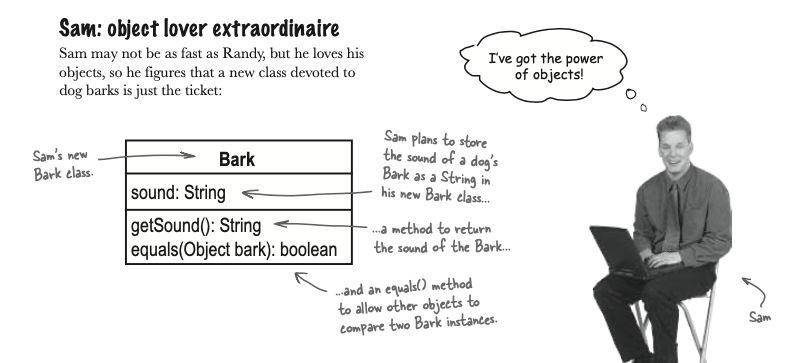 Sam: object lover extraordinaire
Sam may not be as fast as Randy, but he loves his
objects, so he figures that a new class devoted to
dog barks is just the ticket:
I've got the power
of objects!
Sam's new
Bark class.
Bark
sound: String
getSound(): String
equals(Object bark): boolean
Sam plans to store
the sound of a dog's
Bark as a String in
his new Bark class...
...a method to return
the sound of the Bark...
...and an equals() method
to allow other objects to
compare two Bark instances.
Sam